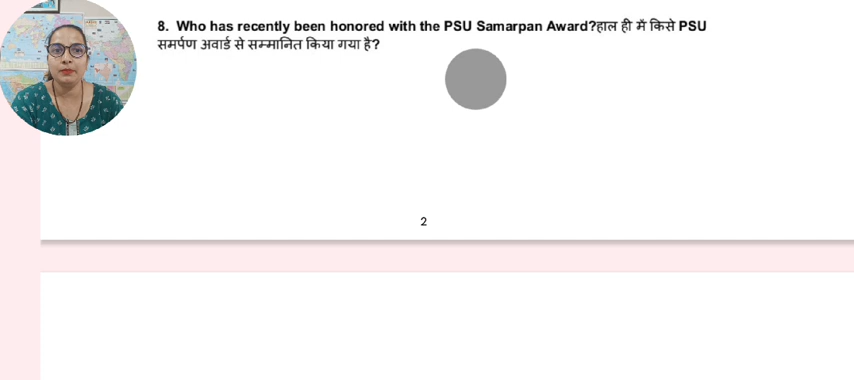 8. Who has recently been honored with the PSU Samarpan Award?हाल ही में किसे PSU
समर्पण अवार्ड से सम्मानित किया गया है?
2